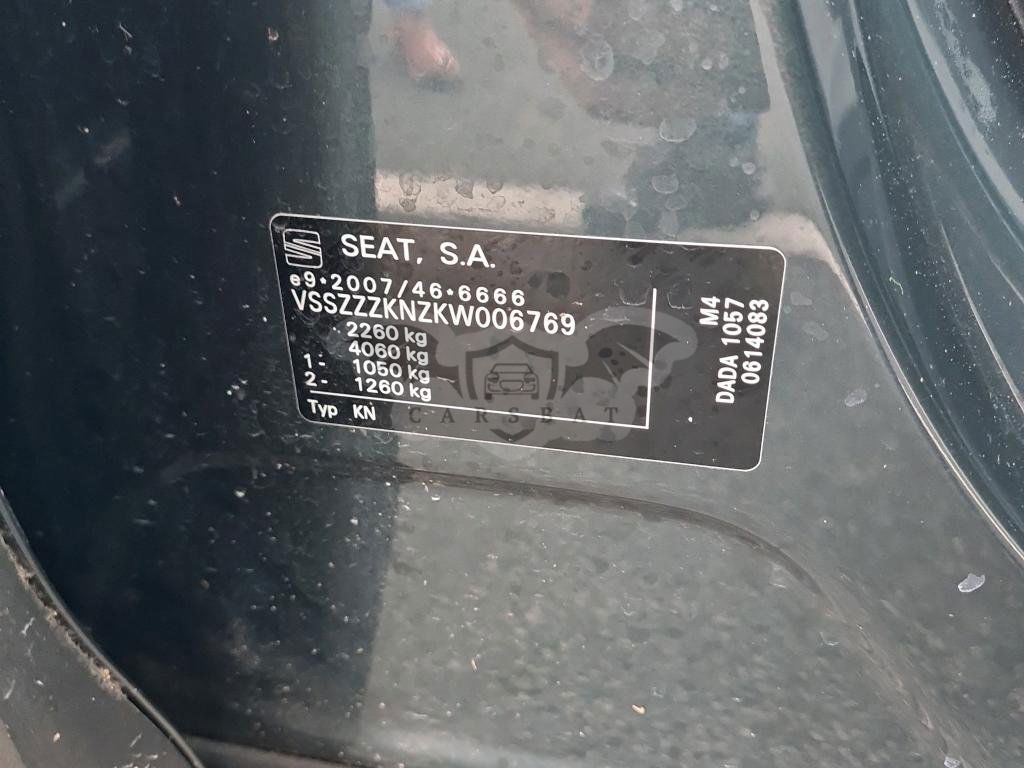 SEAT, S.A.
e9*2007/46*6666
VSSZZZKNZKW006769
2260 kg
4060 kg
1- 1050 kg
2- 1260 kg
Typ KN
M4
DADA 1057
0614083
CARSBAT